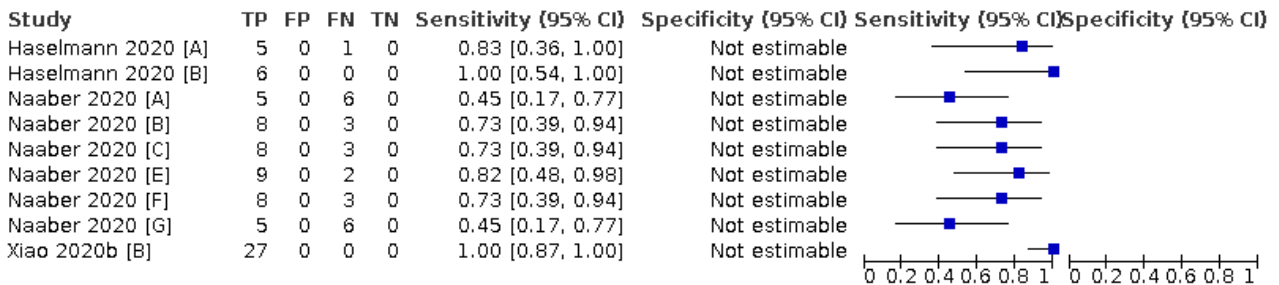 Study TP FP FN TN Sensitivity (95% CI) Specificity (95% CI) Sensitivity (95% CI)Specificity (95% CI)
Haselmann 2020 [A] 5 0 1 0 0.83 [0.36, 1.00] Not estimable
Haselmann 2020 [B] 6 0 0 0 1.00 [0.54, 1.00] Not estimable
Naaber 2020 [A] 5 0 6 0 0.45 [0.17, 0.77] Not estimable
Naaber 2020 [B] 8 0 3 0 0.73 [0.39, 0.94] Not estimable
Naaber 2020 [C] 8 0 3 0 0.73 [0.39, 0.94] Not estimable
Naaber 2020 [E] 9 0 2 0 0.82 [0.48, 0.98] Not estimable
Naaber 2020 [F] 8 0 3 0 0.73 [0.39, 0.94] Not estimable
Naaber 2020 [G] 5 0 6 0 0.45 [0.17, 0.77] Not estimable
Xiao 2020b [B] 27 0 0 0 1.00 [0.87, 1.00] Not estimable
0 0.2 0.4 0.6 0.8 1 0 0.2 0.4 0.6 0.8 1